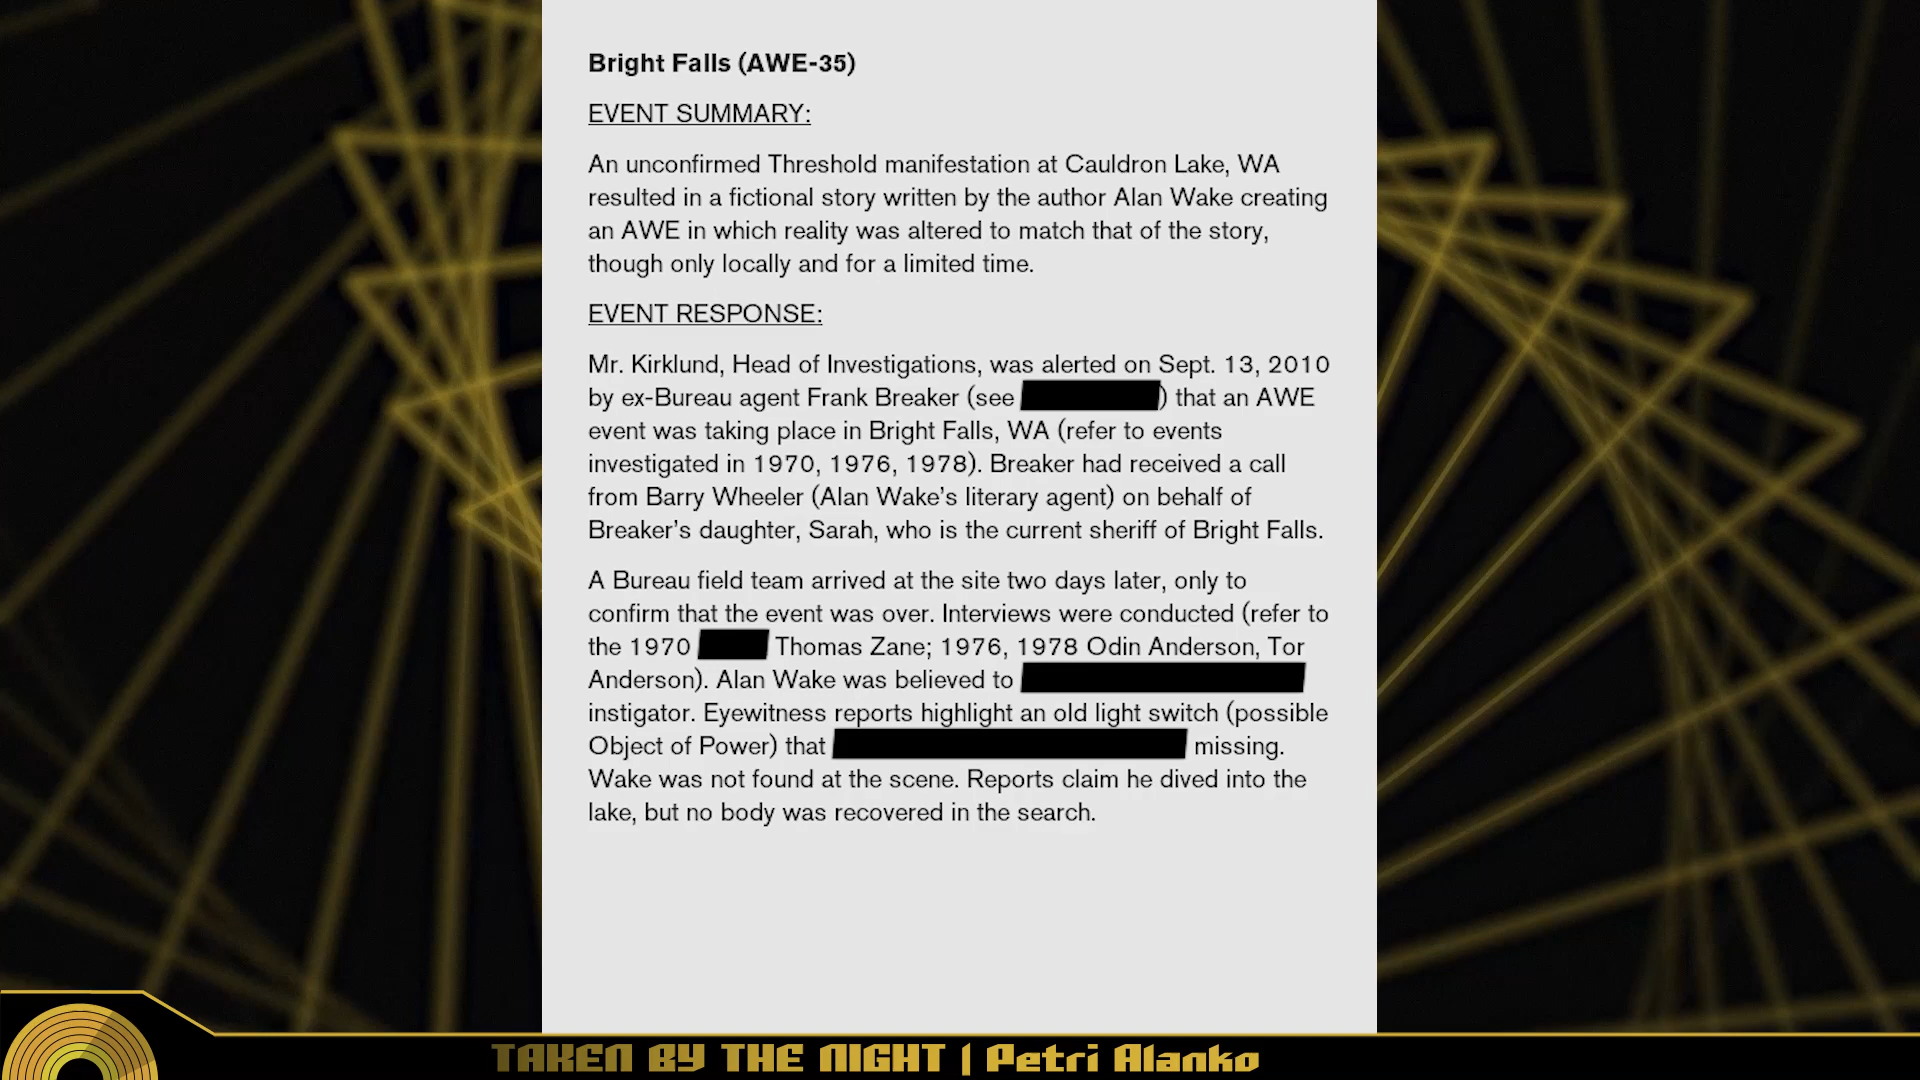 Bright Falls (AWE-35)
EVENT SUMMARY:
An unconfirmed Threshold manifestation at Cauldron Lake, WA
resulted in a fictional story written by the author Alan Wake creating
an AWE in which reality was altered to match that of the story,
though only locally and for a limited time.
EVENT RESPONSE:
Mr. Kirklund, Head of Investigations, was alerted on Sept. 13, 2010
by ex-Bureau agent Frank Breaker (see ) that an AWE
event was taking place in Bright Falls, WA (refer to events
investigated in 1970, 1976, 1978). Breaker had received a call
from Barry Wheeler (Alan Wake's literary agent) on behalf of
Breaker's daughter, Sarah, who is the current sheriff of Bright Falls.
A Bureau field team arrived at the site two days later, only to
confirm that the event was over. Interviews were conducted (refer to
the 1970 Thomas Zane; 1976, 1978 Odin Anderson, Tor
Anderson). Alan Wake was believed to
instigator. Eyewitness reports highlight an old light switch (possible
Object of Power) that missing.
Wake was not found at the scene. Reports claim he dived into the
lake, but no body was recovered in the search.
TAKEN BY THE NIGHT | Petri Alanko